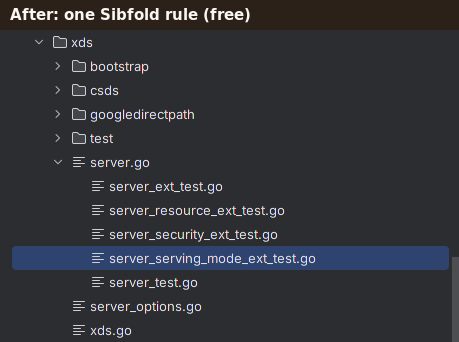 After: one Sibfold rule (free)
xds
bootstrap
csds
googledirectpath
test
server.go
server_ext_test.go
server_resource_ext_test.go
server_security_ext_test.go
server_serving_mode_ext_test.go
server_test.go
server_options.go
xds.go